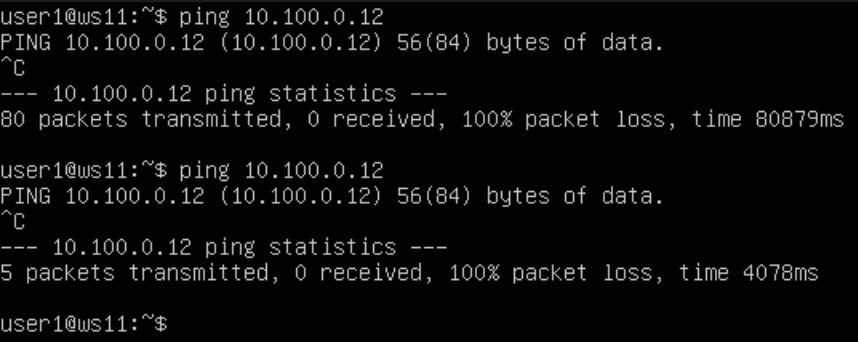 user1@ws11:~$ ping 10.100.0.12
PING 10.100.0.12 (10.100.0.12) 56(84) bytes of data.
^C
--- 10.100.0.12 ping statistics ---
80 packets transmitted, 0 received, 100% packet loss, time 80879ms

user1@ws11:~$ ping 10.100.0.12
PING 10.100.0.12 (10.100.0.12) 56(84) bytes of data.
^C
--- 10.100.0.12 ping statistics ---
5 packets transmitted, 0 received, 100% packet loss, time 4078ms

user1@ws11:~$